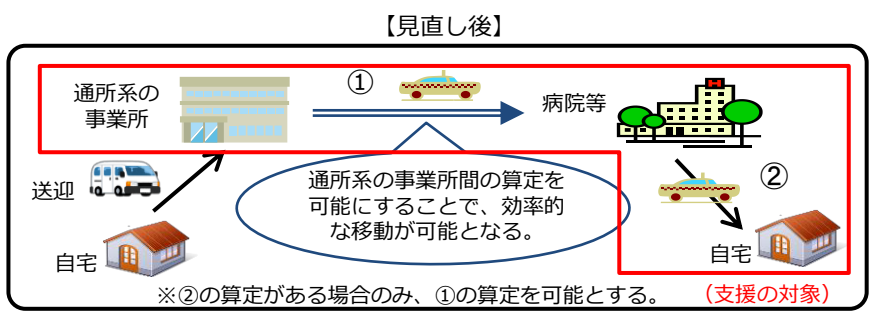 【見直し後】
通所系の
事業所
①
病院等
送迎
通所系の事業所間の算定を
可能にすることで、効率的
な移動が可能となる。
②
自宅
自宅
※②の算定がある場合のみ、①の算定を可能とする。
（支援の対象）